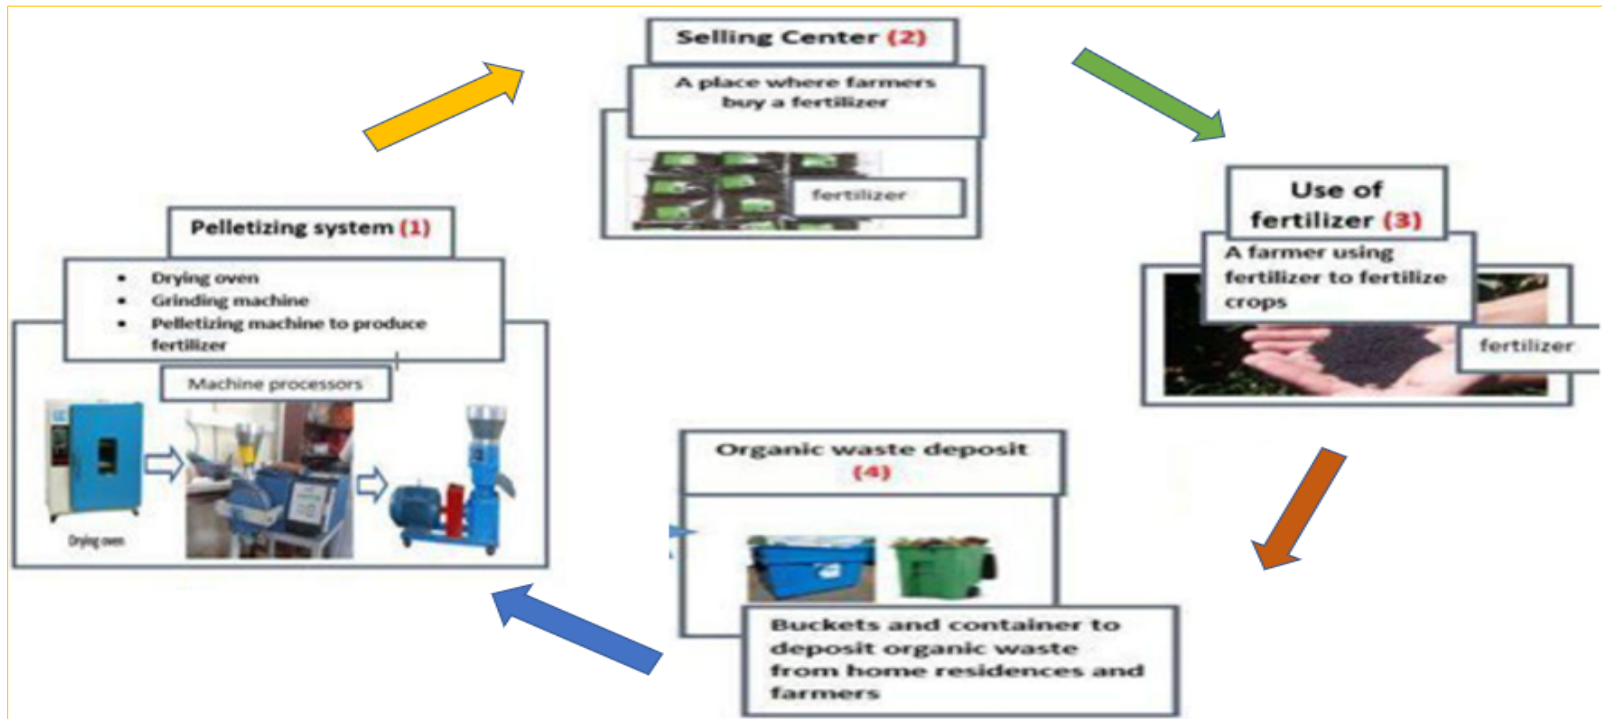 Selling Center (2)
A place where farmers
buy a fertilizer
fertilizer
Use of
fertilizer (3)
A farmer using
fertilizer to fertilize
crops
fertilizer
Pelletizing system (1)
• Drying oven
• Grinding machine
• Pelletizing machine to produce
fertilizer
Machine processors
Drying oven
Organic waste deposit
(4)
Buckets and container to
deposit organic waste
from home residences and
farmers